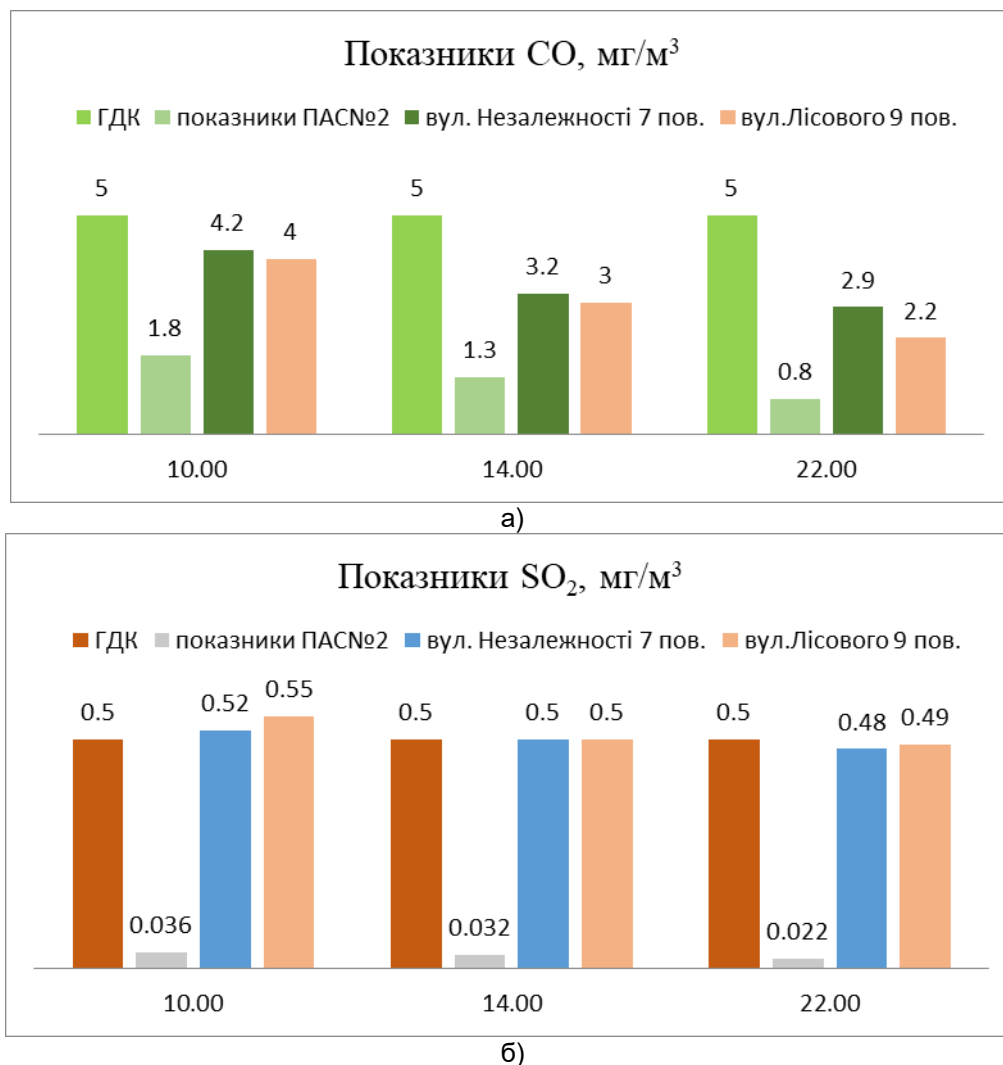 Показники CO, мг/м³
ГДК показники ПАС№2 вул. Незалежності 7 пов. вул.Лісового 9 пов.
5 5 5
4.2 4
3.2 3
2.9
1.8 1.3 2.2
0.8
10.00 14.00 22.00
а)
Показники SO₂, мг/м³
ГДК показники ПАС№2 вул. Незалежності 7 пов. вул.Лісового 9 пов.
0.5 0.52 0.55 0.5 0.5 0.5 0.5 0.48 0.49
0.036 0.032 0.022
10.00 14.00 22.00
б)